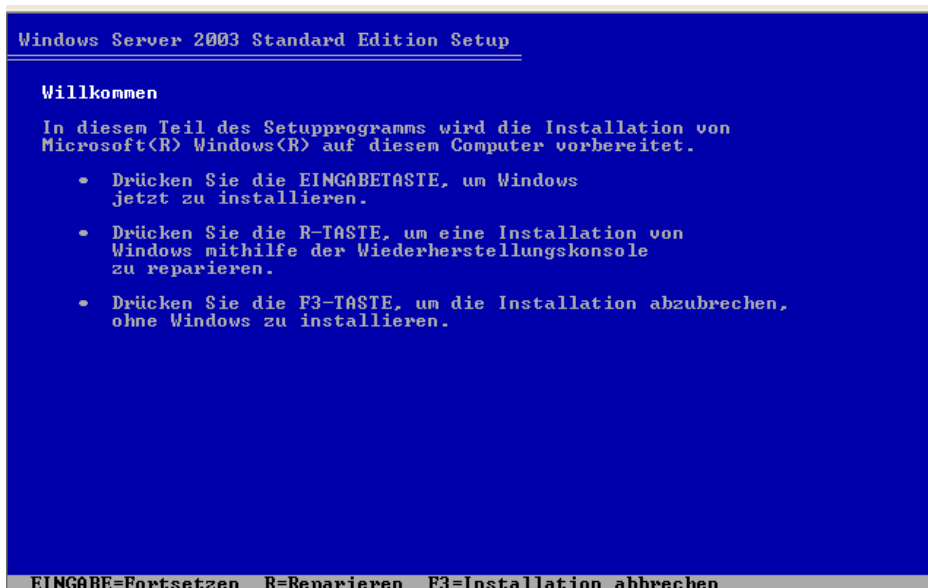 Windows Server 2003 Standard Edition Setup
Willkommen
In diesem Teil des Setupprogramms wird die Installation von
Microsoft(R) Windows(R) auf diesem Computer vorbereitet.
• Drücken Sie die EINGABETASTE, um Windows
jetzt zu installieren.
• Drücken Sie die R-TASTE, um eine Installation von
Windows mithilfe der Wiederherstellungskonsole
zu reparieren.
• Drücken Sie die F3-TASTE, um die Installation abzubrechen,
ohne Windows zu installieren.
EINGABE=Fortsetzen R=Reparieren F3=Installation abbrechen